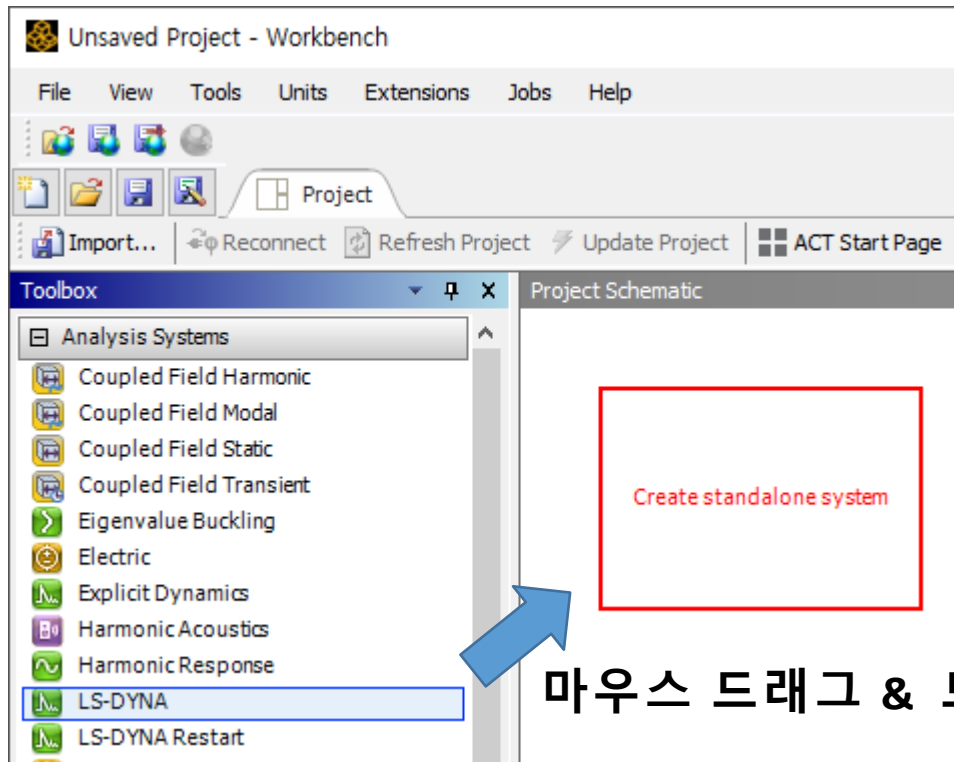 Unsaved Project - Workbench
File View Tools Units Extensions Jobs Help
Project
Import... Reconnect Refresh Project Update Project ACT Start Page
Toolbox
Project Schematic
Analysis Systems
Coupled Field Harmonic
Coupled Field Modal
Coupled Field Static
Coupled Field Transient
Eigenvalue Buckling
Electric
Explicit Dynamics
Harmonic Acoustics
Harmonic Response
LS-DYNA
LS-DYNA Restart
Create standalone system
마우스 드래그 &